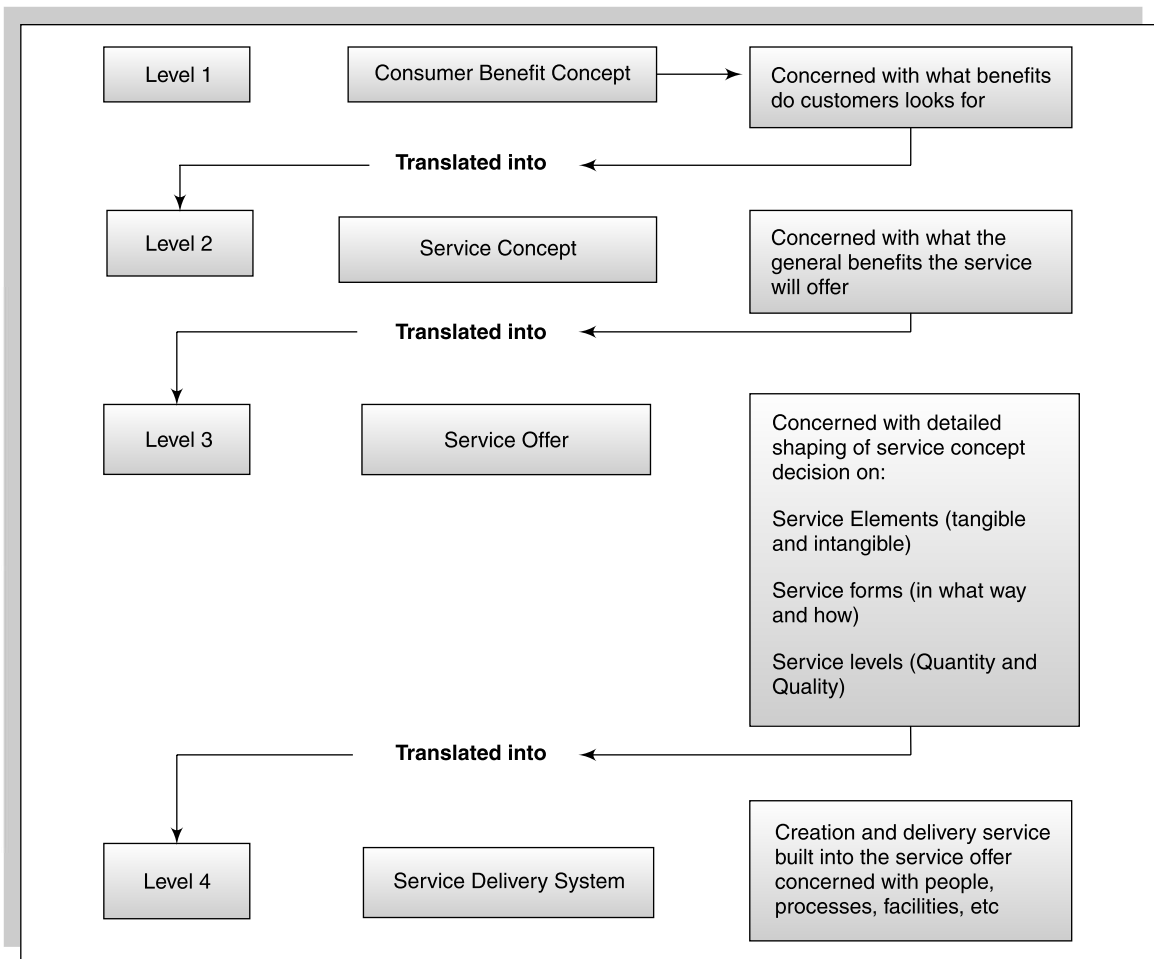 Level 1
Consumer Benefit Concept
Concerned with what benefits
do customers looks for
Translated into
Level 2
Service Concept
Concerned with what the
general benefits the service
will offer
Translated into
Level 3
Service Offer
Concerned with detailed
shaping of service concept
decision on:
Service Elements (tangible
and intangible)
Service forms (in what way
and how)
Service levels (Quantity and
Quality)
Translated into
Level 4
Service Delivery System
Creation and delivery service
built into the service offer
concerned with people,
processes, facilities, etc